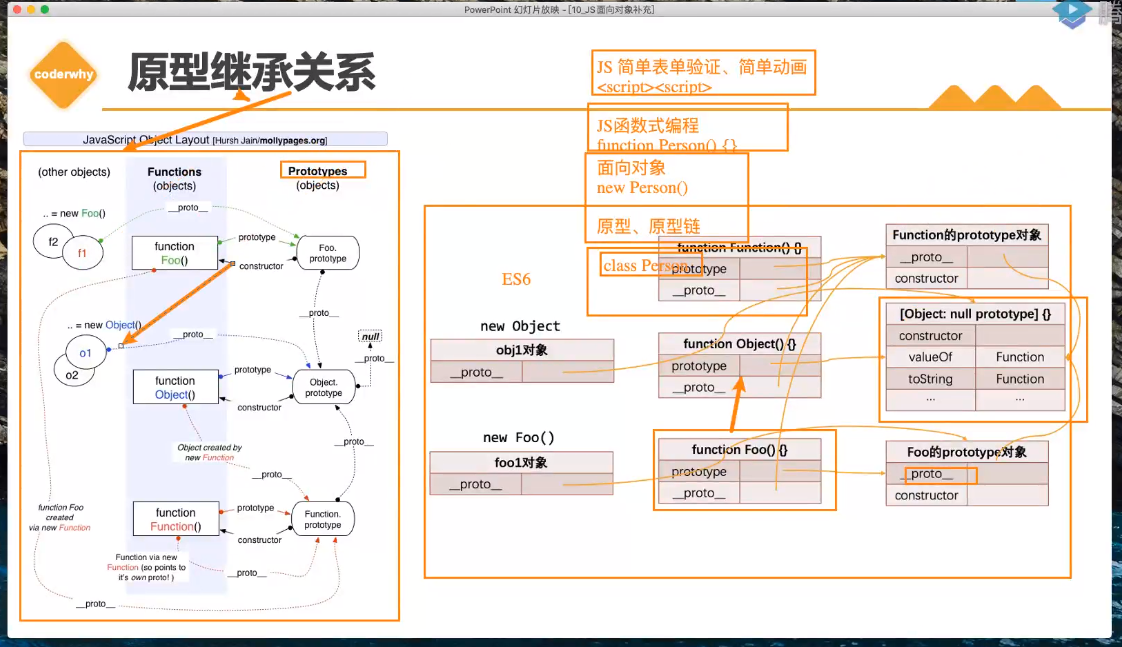 PowerPoint 幻灯片放映 - [10_JS面向对象补充]
coderwhy
原型继承关系
JavaScript Object Layout [Hursh Jain/mollypages.org]
(other objects)
Functions
(objects)
Prototypes
(objects)
.. = new Foo()
f2
f1
__proto__
function
Foo()
prototype
constructor
Foo.
prototype
__proto__
.. = new Object()
o1
o2
__proto__
null
__proto__
function
Object()
prototype
constructor
Object.
prototype
Object created by
new Function
__proto__
__proto__
function Foo
created
via new Function
function
Function()
prototype
constructor
Function.
prototype
Function via new
Function (so points to
it's own proto! )
__proto__
__proto__
JS 简单表单验证、简单动画
<script><script>
JS函数式编程
function Person() {}
面向对象
new Person()
原型、原型链
class Person
ES6
function Function() {}
prototype
__proto__
Function的prototype对象
__proto__
constructor
new Object
obj1对象
__proto__
function Object() {}
prototype
__proto__
[Object: null prototype] {}
constructor
valueOf Function
toString Function
... ...
new Foo()
foo1对象
__proto__
function Foo() {}
prototype
__proto__
Foo的prototype对象
__proto__
constructor